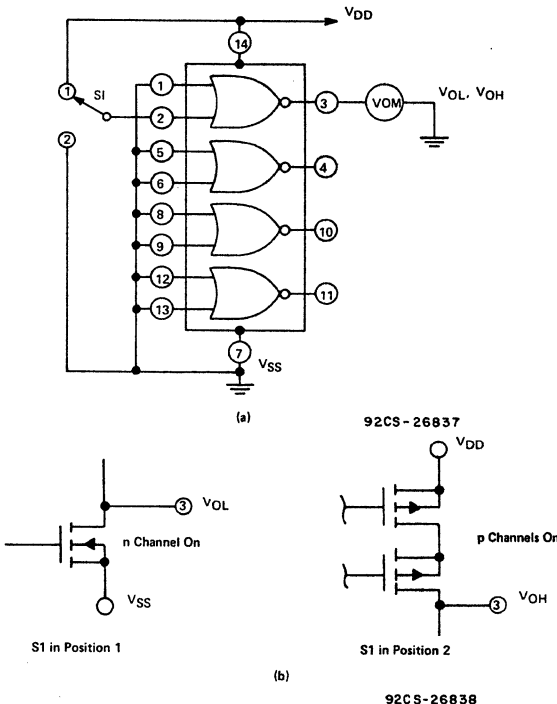 VDD
14
1
SI
2
1
2
3
VOM
VOL, VOH
5
6
4
8
9
10
12
13
11
7
VSS
(a)
92CS-26837
VDD
3
VOL
n Channel On
VSS
p Channels On
3
VOH
S1 in Position 1
S1 in Position 2
(b)
92CS-26838